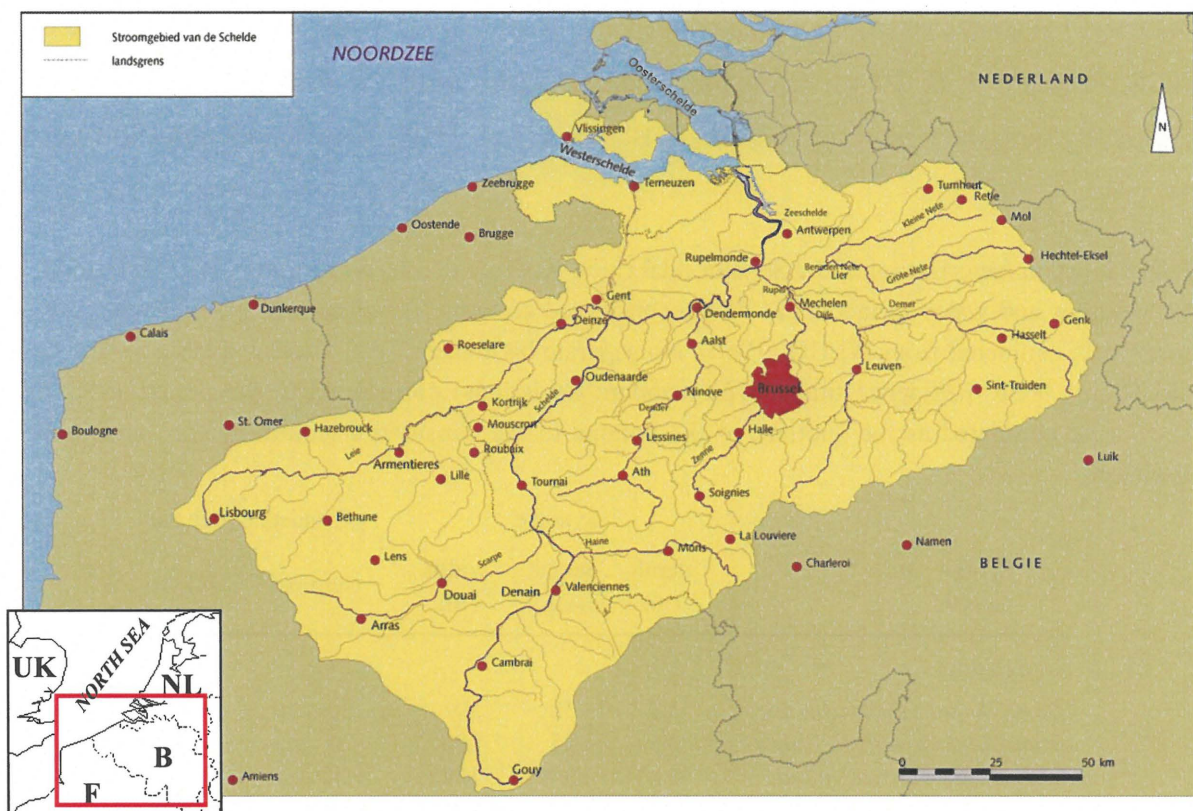 Stroomgebied van de Schelde
landsgrens
NOORDZEE
NEDERLAND
N
Oosterschelde
Vlissingen
Westerschelde
Zeebrugge
Terneuzen
Turnhout
Retie
Oostende
Brugge
Zeeschelde
Antwerpen
Kleine Nete
Mol
Rupelmonde
Beneden Nete
Lier
Grote Nete
Hechtel-Eksel
Dunkerque
Gent
Rupel
Mechelen
Dijle
Demer
Genk
Calais
Deinze
Dendermonde
Hasselt
Roeselare
Aalst
Leuven
Oudenaarde
Brussel
Sint-Truiden
Schelde
Ninove
Kortrijk
Dender
Boulogne
St. Omer
Hazebrouck
Mouscron
Lessines
Halle
Leie
Armentieres
Roubaix
Zenne
Luik
Lille
Tournai
Ath
Soignies
Lisbourg
Bethune
La Louviere
Namen
Haine
Mons
BELGIE
Lens
Scarpe
Charleroi
Douai
Denain
Valenciennes
Arras
Cambrai
Gouy
Amiens
UK
NORTH SEA
NL
B
F
0 25 50 km